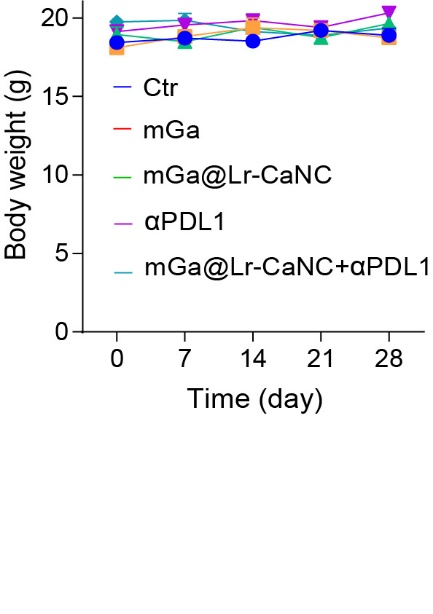 Body weight (g)
20
15
10
5
0
Ctr
mGa
mGa@Lr-CaNC
αPDL1
mGa@Lr-CaNC+αPDL1
0 7 14 21 28
Time (day)